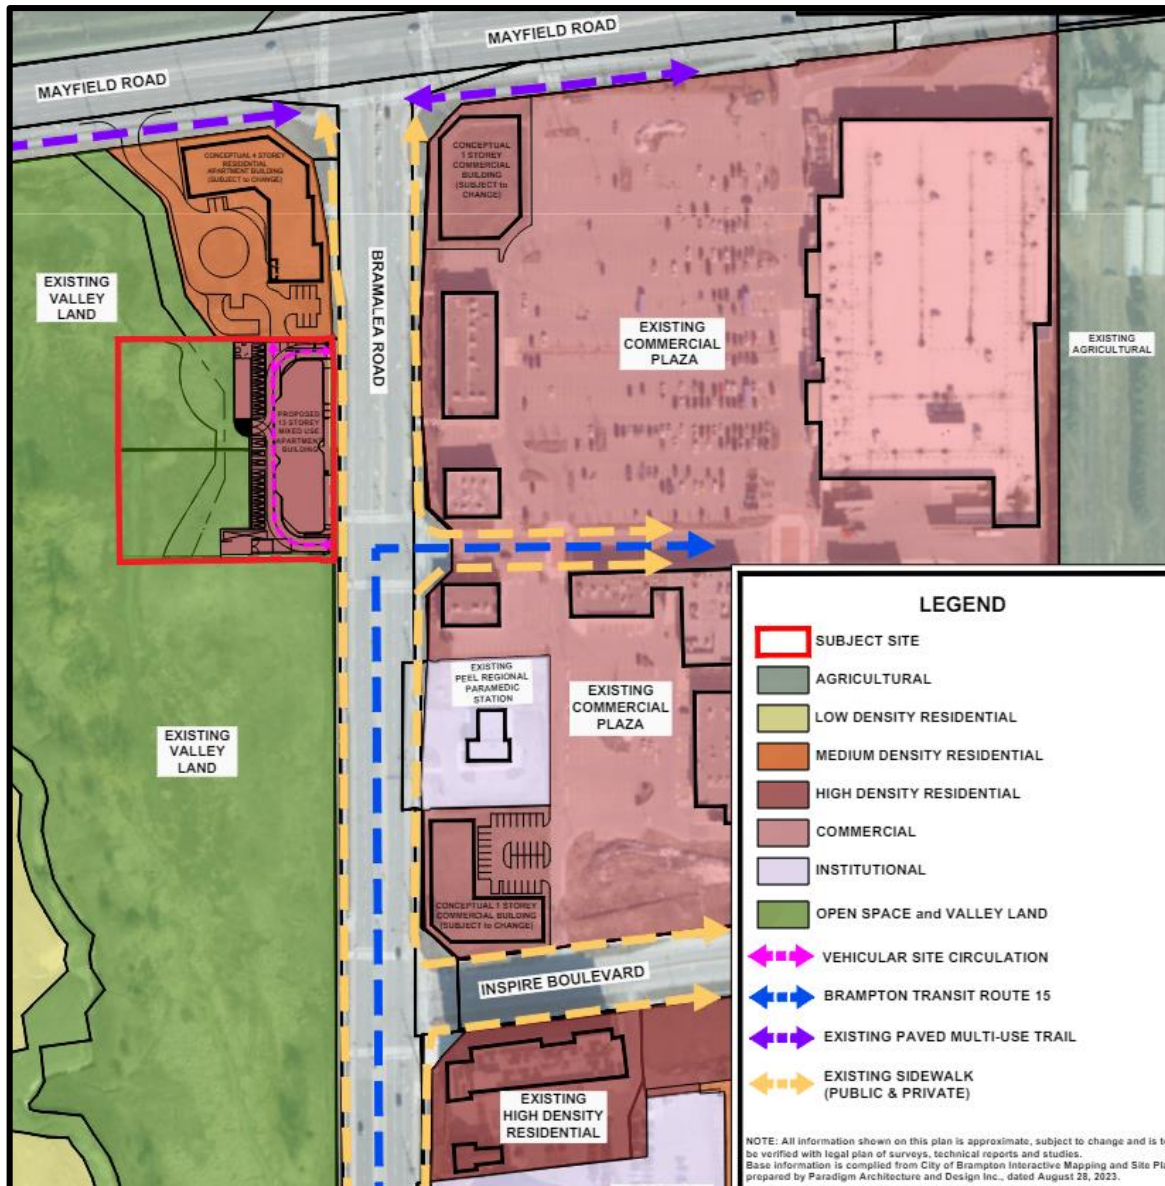 MAYFIELD ROAD
MAYFIELD ROAD
CONCEPTUAL 4 STOREY
RESIDENTIAL
APARTMENT BUILDING
(SUBJECT to CHANGE)
CONCEPTUAL
1 STOREY
COMMERCIAL
BUILDING
(SUBJECT to
CHANGE)
BRAMALEA ROAD
EXISTING
VALLEY
LAND
EXISTING
COMMERCIAL
PLAZA
EXISTING
AGRICULTURAL
PROPOSED
13 STOREY
MIXED USE
APARTMENT
BUILDING
EXISTING
PEEL REGIONAL
PARAMEDIC
STATION
EXISTING
COMMERCIAL
PLAZA
EXISTING
VALLEY
LAND
CONCEPTUAL 1 STOREY
COMMERCIAL BUILDING
(SUBJECT to CHANGE)
INSPIRE BOULEVARD
EXISTING
HIGH DENSITY
RESIDENTIAL
LEGEND
SUBJECT SITE
AGRICULTURAL
LOW DENSITY RESIDENTIAL
MEDIUM DENSITY RESIDENTIAL
HIGH DENSITY RESIDENTIAL
COMMERCIAL
INSTITUTIONAL
OPEN SPACE and VALLEY LAND
VEHICULAR SITE CIRCULATION
BRAMPTON TRANSIT ROUTE 15
EXISTING PAVED MULTI-USE TRAIL
EXISTING SIDEWALK
(PUBLIC & PRIVATE)
NOTE: All information shown on this plan is approximate, subject to change and is to
be verified with legal plan of surveys, technical reports and studies.
Base information is complied from City of Brampton Interactive Mapping and Site Pla
prepared by Paradigm Architecture and Design Inc., dated August 28, 2023.